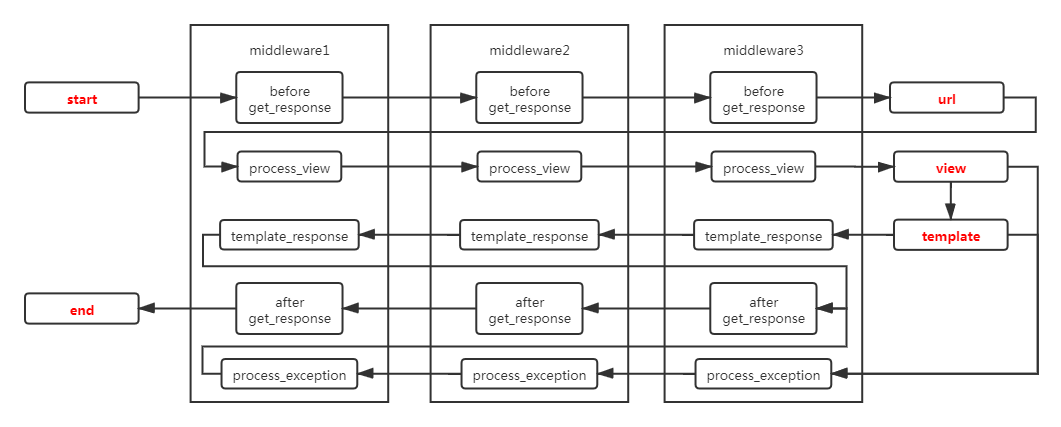 middleware1
middleware2
middleware3
start
before
get_response
before
get_response
before
get_response
url
process_view
process_view
process_view
view
template_response
template_response
template_response
template
end
after
get_response
after
get_response
after
get_response
process_exception
process_exception
process_exception